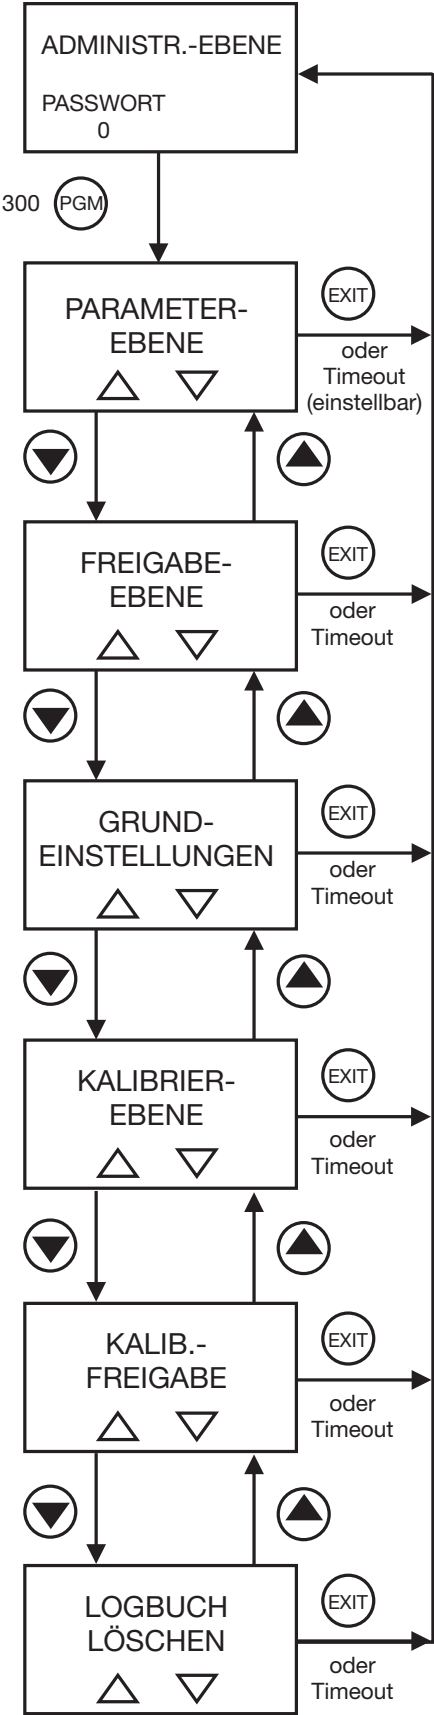 ADMINISTR.-EBENE
PASSWORT
0
300 PGM
PARAMETER-
EBENE
EXIT
oder
Timeout
(einstellbar)
FREIGABE-
EBENE
EXIT
oder
Timeout
GRUND-
EINSTELLUNGEN
EXIT
oder
Timeout
KALIBRIER-
EBENE
EXIT
oder
Timeout
KALIB.-
FREIGABE
EXIT
oder
Timeout
LOGBUCH
LÖSCHEN
EXIT
oder
Timeout